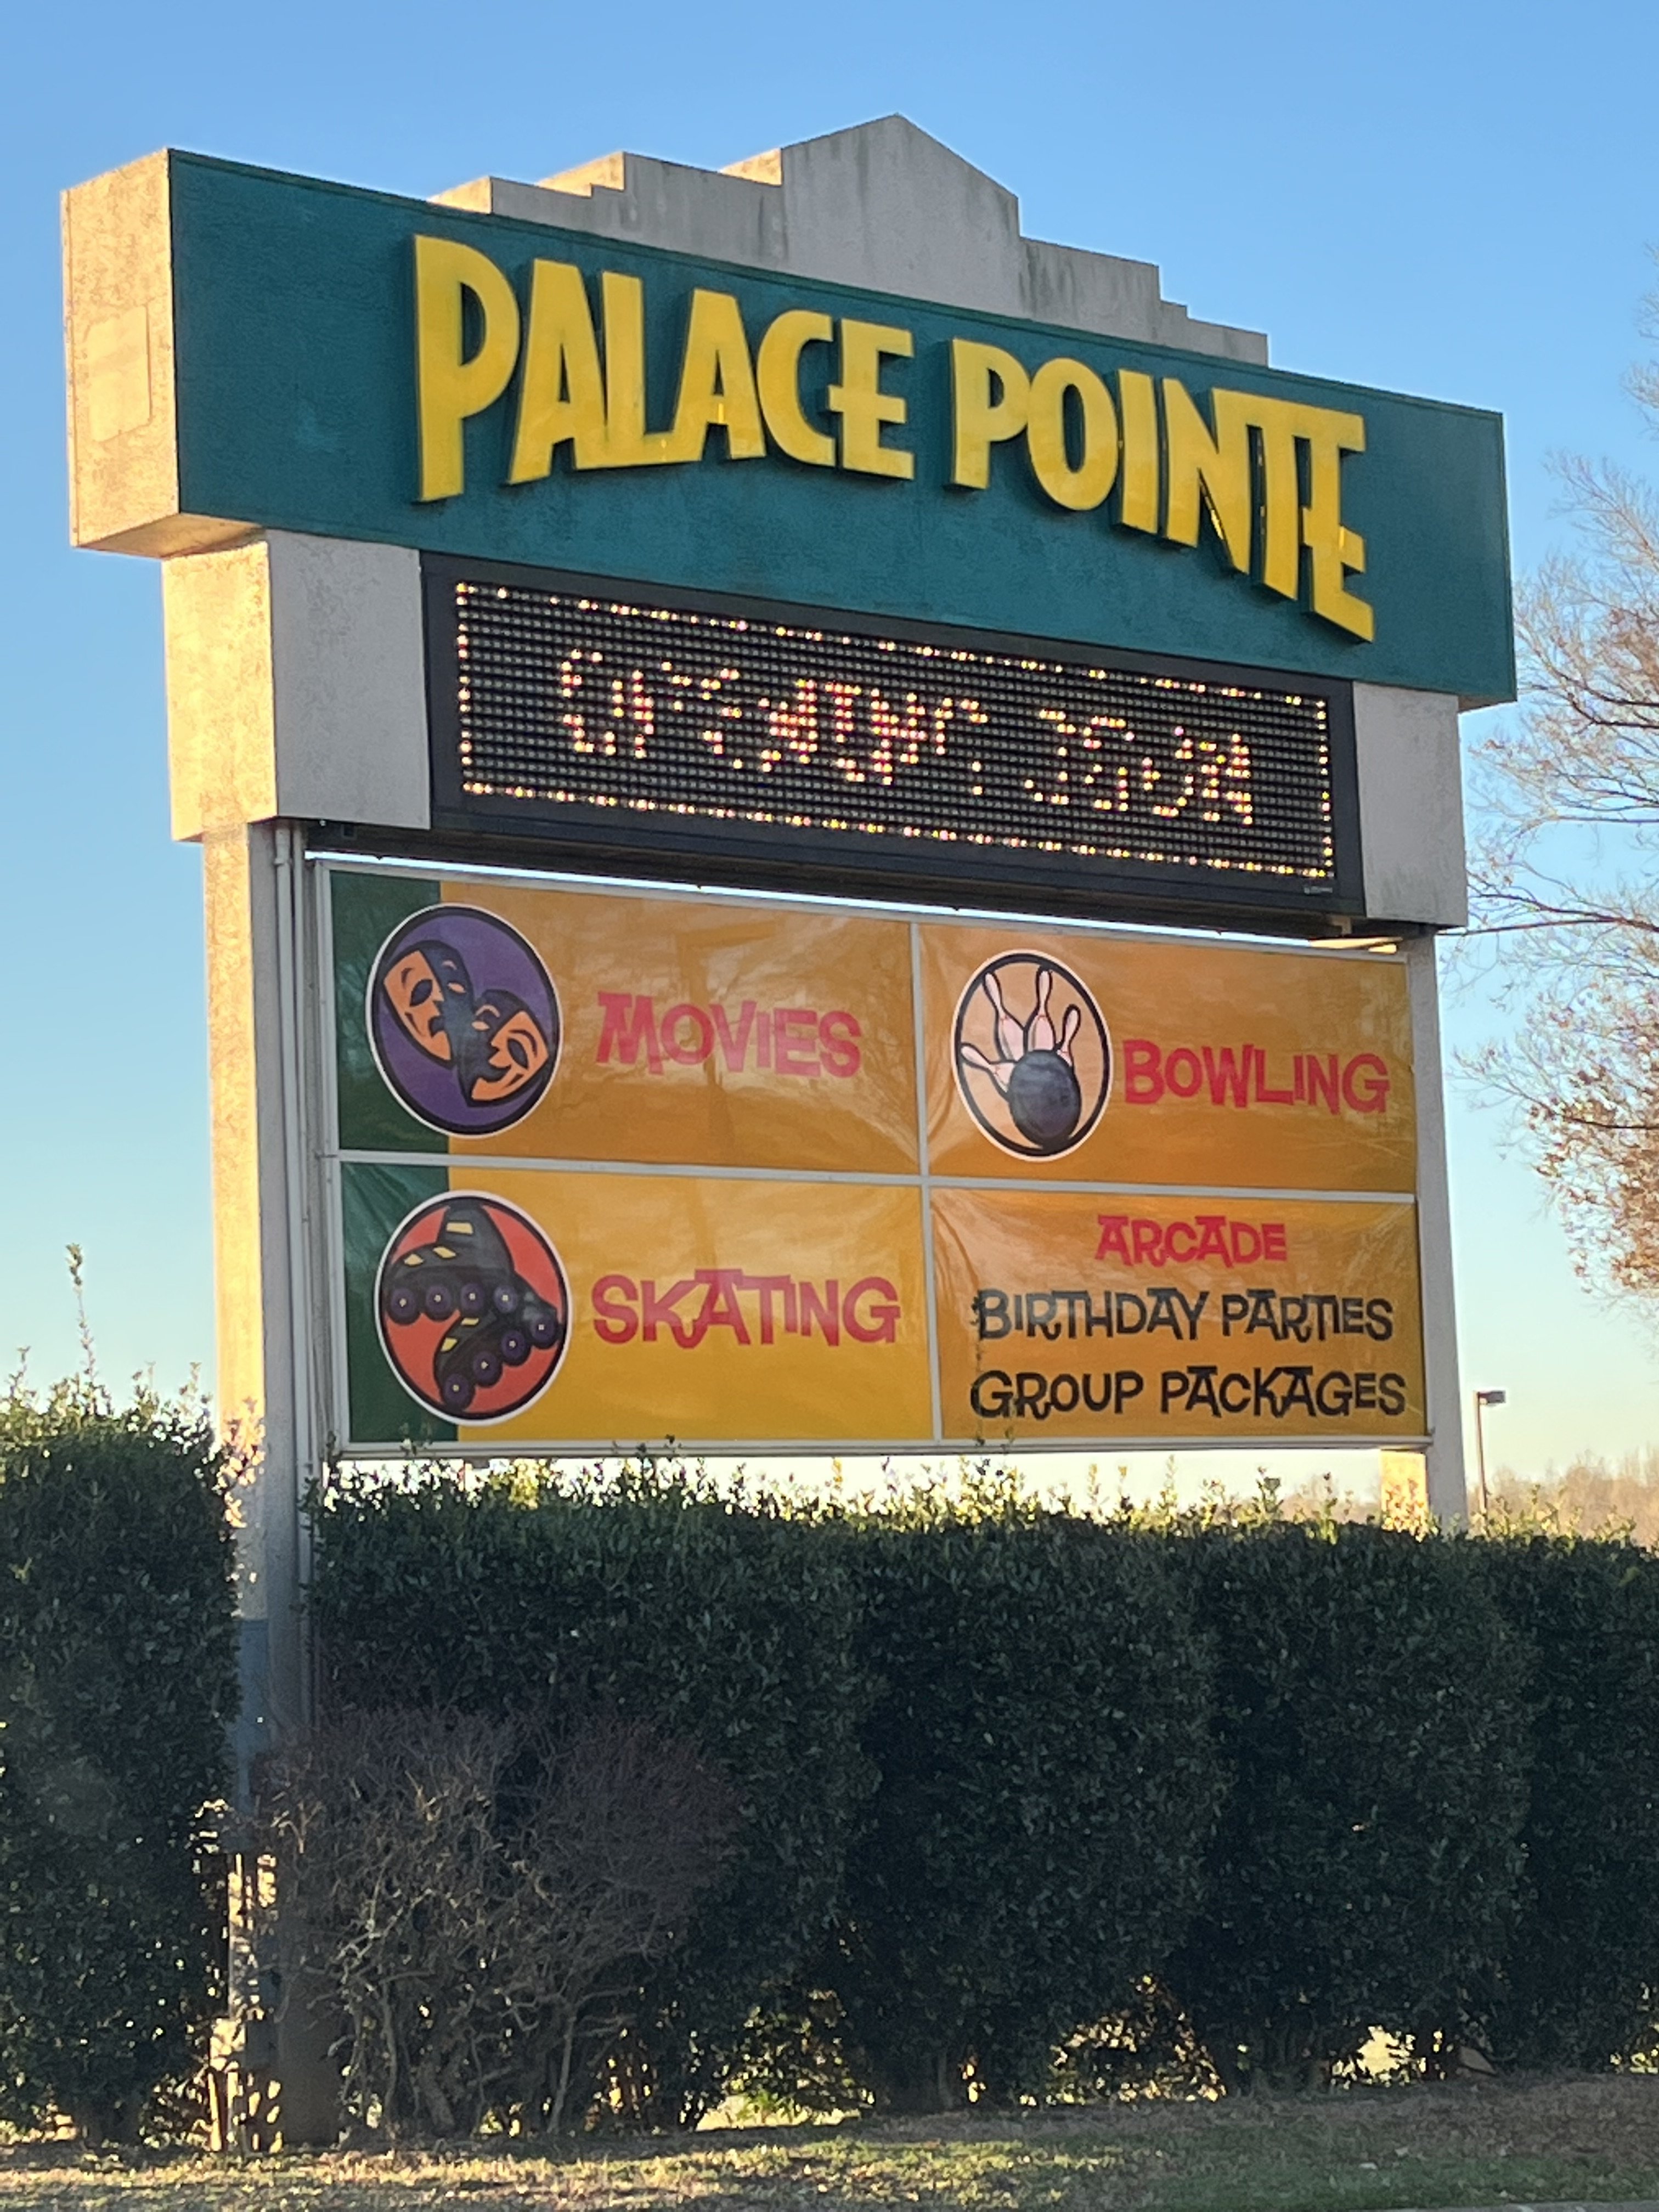 PALACE POINTE
MOVIES
BOWLING
SKATING
ARCADE
BIRTHDAY PARTIES
GROUP PACKAGES